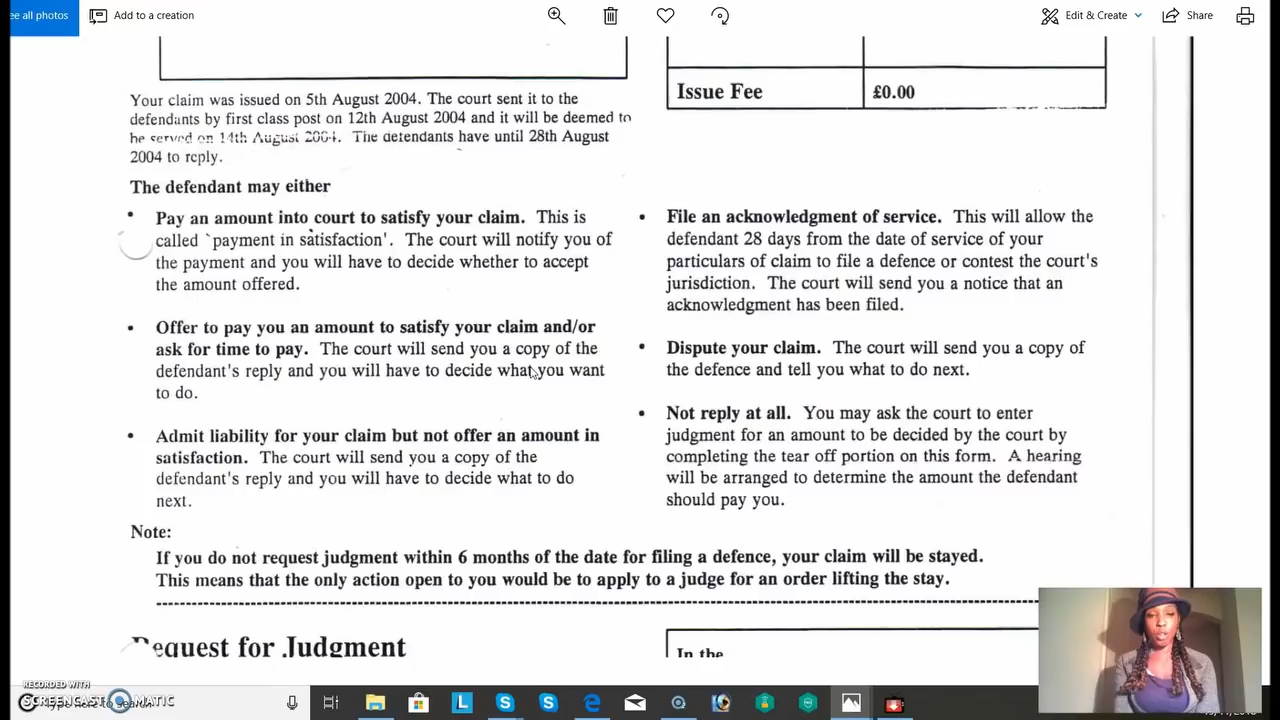 ee all photos
Add to a creation
Edit & Create
Share
Issue Fee
£0.00
Your claim was issued on 5th August 2004. The court sent it to the
defendants by first class post on 12th August 2004 and it will be deemed to
be served on 14th August 2004. The defendants have until 28th August
2004 to reply.
The defendant may either
• Pay an amount into court to satisfy your claim. This is
called `payment in satisfaction'. The court will notify you of
the payment and you will have to decide whether to accept
the amount offered.
• Offer to pay you an amount to satisfy your claim and/or
ask for time to pay. The court will send you a copy of the
defendant's reply and you will have to decide what you want
to do.
• Admit liability for your claim but not offer an amount in
satisfaction. The court will send you a copy of the
defendant's reply and you will have to decide what to do
next.
• File an acknowledgment of service. This will allow the
defendant 28 days from the date of service of your
particulars of claim to file a defence or contest the court's
jurisdiction. The court will send you a notice that an
acknowledgment has been filed.
• Dispute your claim. The court will send you a copy of
the defence and tell you what to do next.
• Not reply at all. You may ask the court to enter
judgment for an amount to be decided by the court by
completing the tear off portion on this form. A hearing
will be arranged to determine the amount the defendant
should pay you.
Note:
If you do not request judgment within 6 months of the date for filing a defence, your claim will be stayed.
This means that the only action open to you would be to apply to a judge for an order lifting the stay.
Request for Judgment
In the
RECORDED WITH
SCREENCAST MATIC